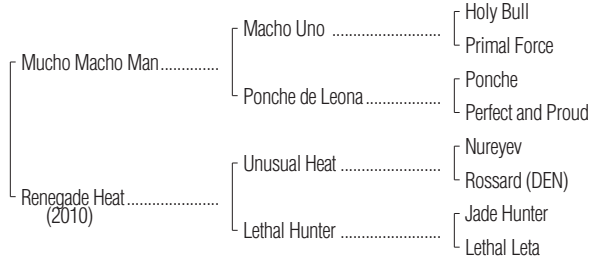 Holy Bull
Macho Uno ........................
Primal Force
Mucho Macho Man..............
Ponche
Ponche de Leona.................
Perfect and Proud
Nureyev
Unusual Heat ......................
Rossard (DEN)
Renegade Heat......................
(2010)
Jade Hunter
Lethal Hunter ......................
Lethal Leta